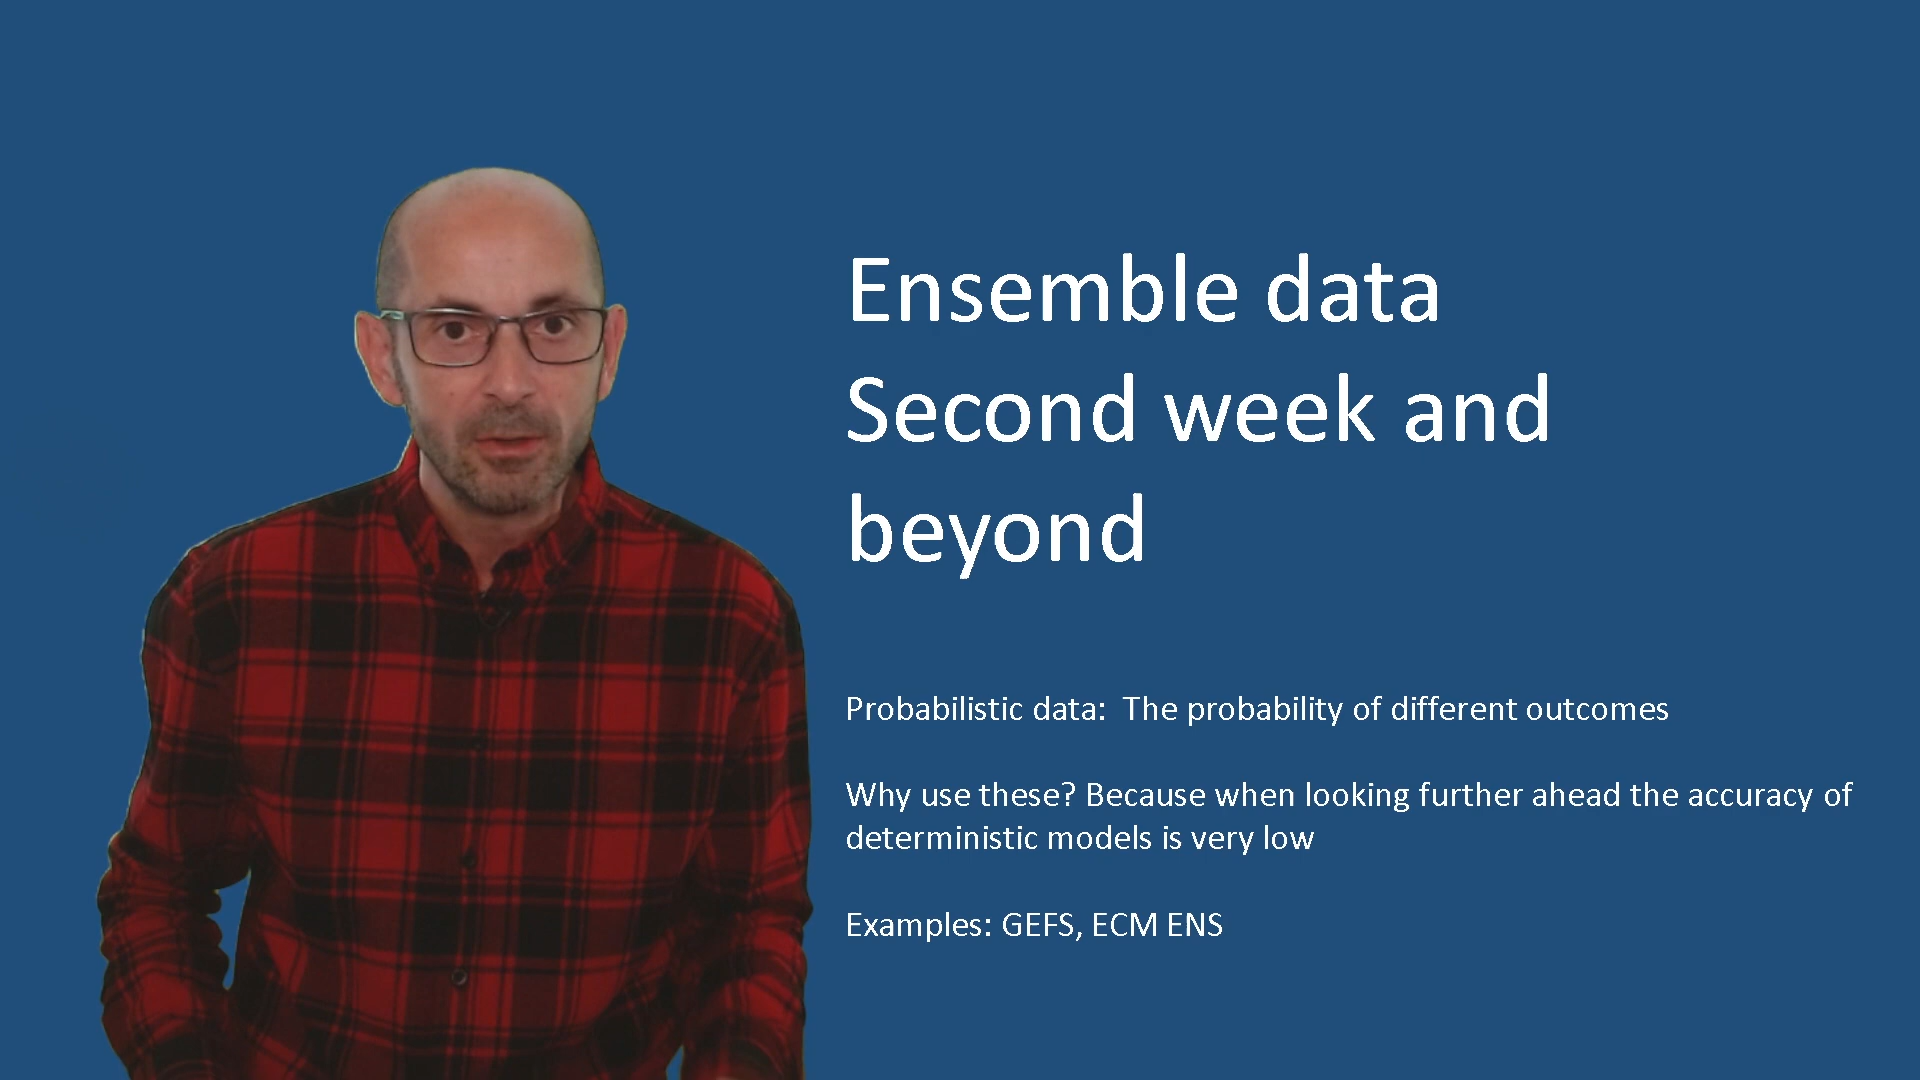 Ensemble data
Second week and
beyond
Probabilistic data:  The probability of different outcomes
Why use these? Because when looking further ahead the accuracy of
deterministic models is very low
Examples: GEFS, ECM ENS